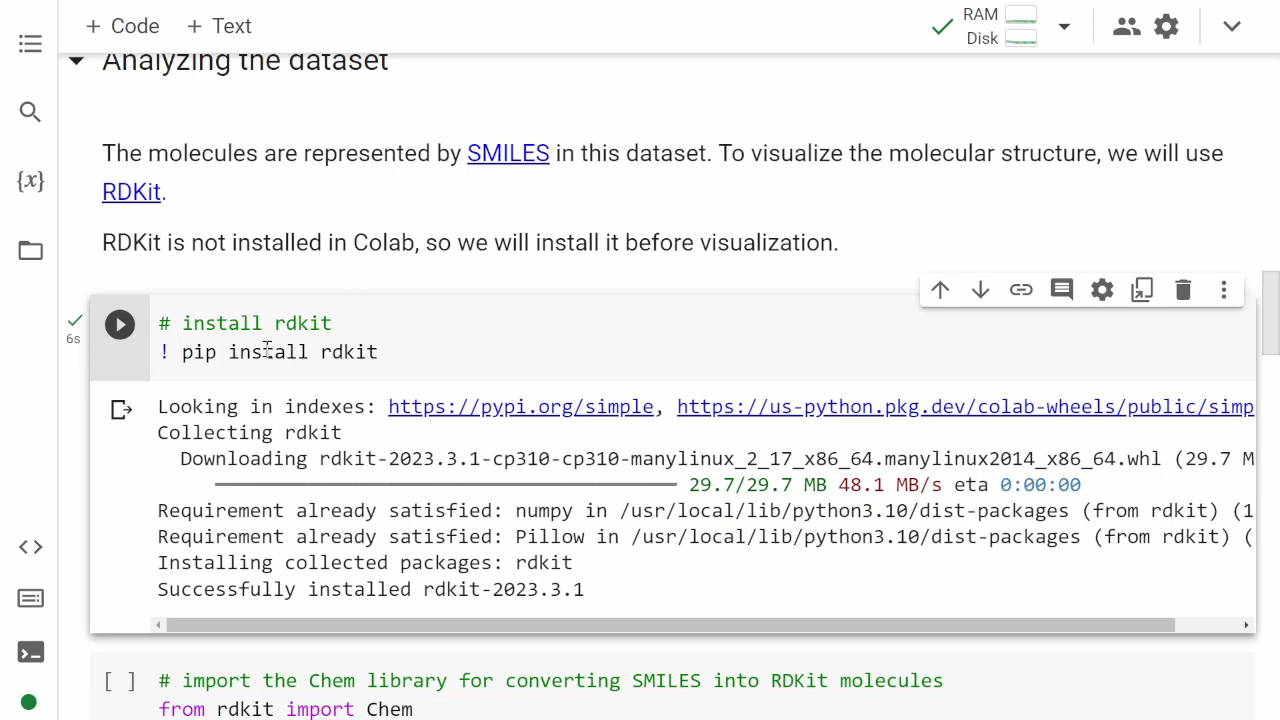 + Code + Text
RAM
Disk
Analyzing the dataset
The molecules are represented by SMILES in this dataset. To visualize the molecular structure, we will use
RDKit.
RDKit is not installed in Colab, so we will install it before visualization.
6s
# install rdkit
! pip install rdkit
Looking in indexes: https://pypi.org/simple, https://us-python.pkg.dev/colab-wheels/public/simp
Collecting rdkit
Downloading rdkit-2023.3.1-cp310-cp310-manylinux_2_17_x86_64.manylinux2014_x86_64.whl (29.7 M
29.7/29.7 MB 48.1 MB/s eta 0:00:00
Requirement already satisfied: numpy in /usr/local/lib/python3.10/dist-packages (from rdkit) (1
Requirement already satisfied: Pillow in /usr/local/lib/python3.10/dist-packages (from rdkit) (
Installing collected packages: rdkit
Successfully installed rdkit-2023.3.1
[ ] # import the Chem library for converting SMILES into RDKit molecules
from rdkit import Chem